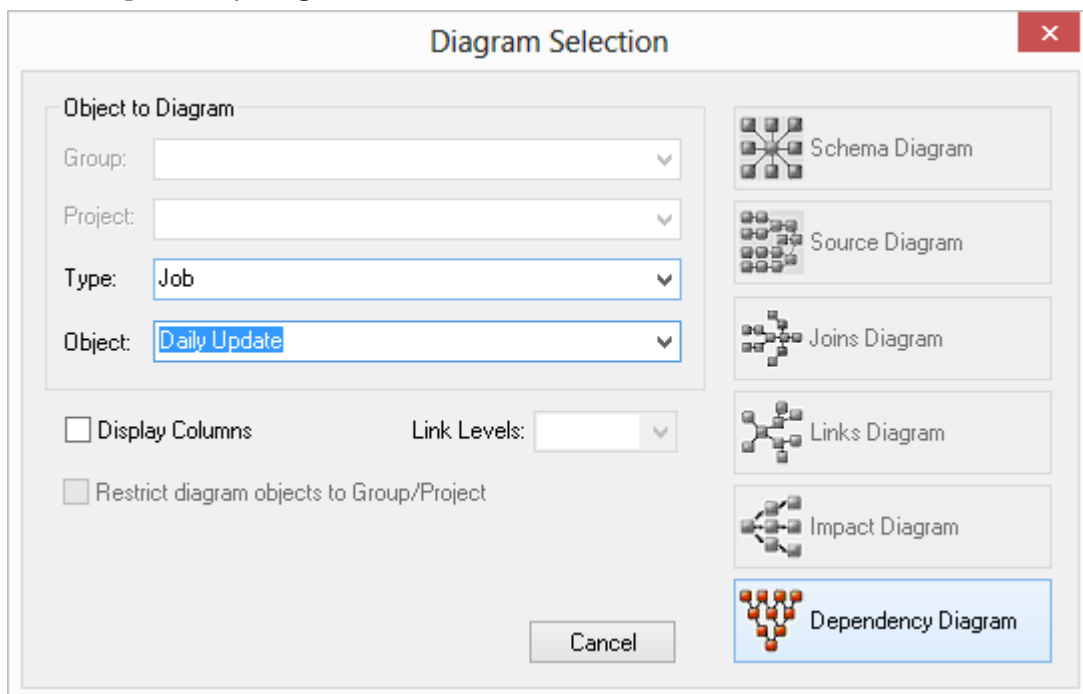 Diagram Selection
Object to Diagram
Group:
Project:
Type: Job
Object: Daily Update
Display Columns
Link Levels:
Restrict diagram objects to Group/Project
Cancel
Schema Diagram
Source Diagram
Joins Diagram
Links Diagram
Impact Diagram
Dependency Diagram